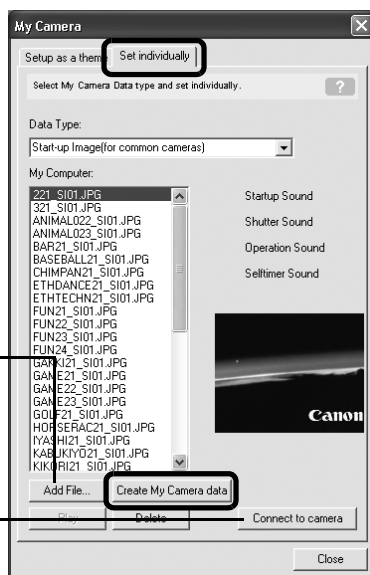 My Camera
Setup as a theme Set individually
Select My Camera Data type and set individually. ?
Data Type:
Start-up Image(for common cameras)
My Computer:
221_SI01.JPG
321_SI01.JPG
ANIMAL022_SI01.JPG
ANIMAL023_SI01.JPG
BAR21_SI01.JPG
BASEBALL21_SI01.JPG
CHIMPAN21_SI01.JPG
ETHDANCE21_SI01.JPG
ETHTECHN21_SI01.JPG
FUN21_SI01.JPG
FUN22_SI01.JPG
FUN23_SI01.JPG
FUN24_SI01.JPG
GAKKI21_SI01.JPG
GAME21_SI01.JPG
GAME22_SI01.JPG
GAME23_SI01.JPG
GOLF21_SI01.JPG
HORSERAC21_SI01.JPG
IYASHI21_SI01.JPG
KABUKIYO21_SI01.JPG
KIKORI21_SI01.JPG
Startup Sound
Shutter Sound
Operation Sound
Selftimer Sound
Canon
Add File... Create My Camera data
Play Delete Connect to camera
Close